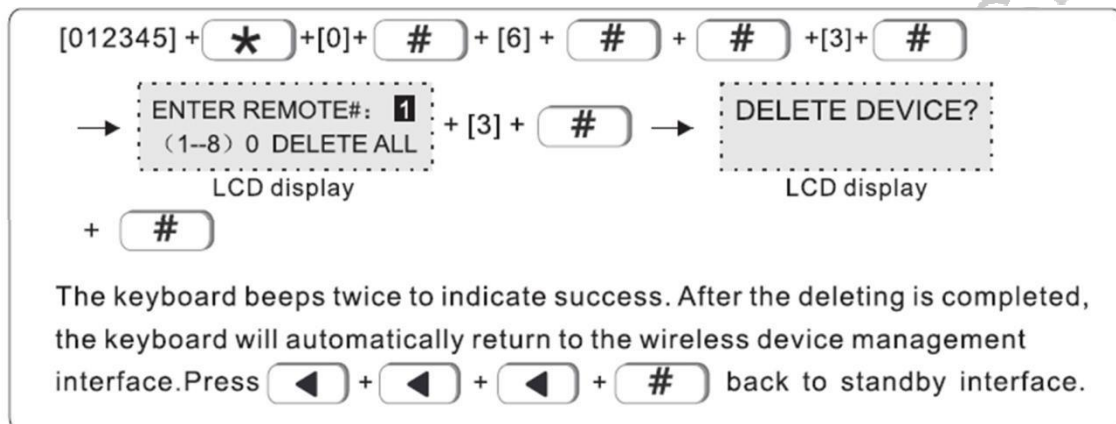 [012345] + * +[0]+ # + [6] + # + # +[3]+ #
ENTER REMOTE#: 1
(1--8) 0 DELETE ALL
+ [3] + #
DELETE DEVICE?
LCD display
LCD display
+ #
The keyboard beeps twice to indicate success. After the deleting is completed,
the keyboard will automatically return to the wireless device management
interface.Press ◀ + ◀ + ◀ + # back to standby interface.